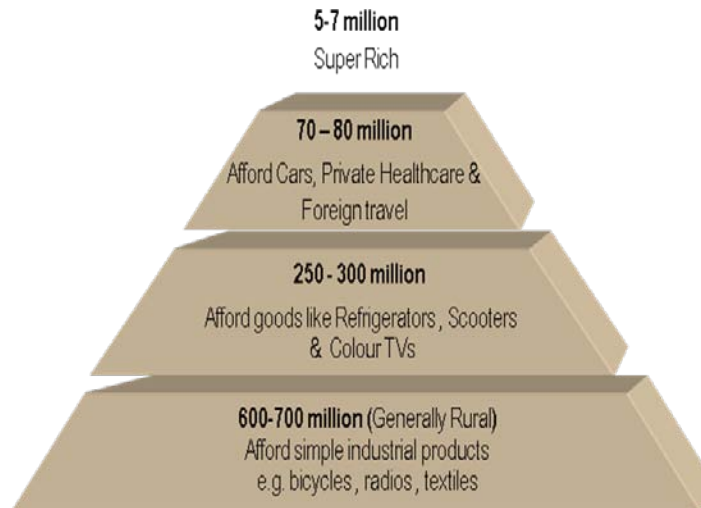 5-7 million
Super Rich
70 – 80 million
Afford Cars, Private Healthcare &
Foreign travel
250 - 300 million
Afford goods like Refrigerators, Scooters
& Colour TVs
600-700 million (Generally Rural)
Afford simple industrial products
e.g. bicycles, radios, textiles